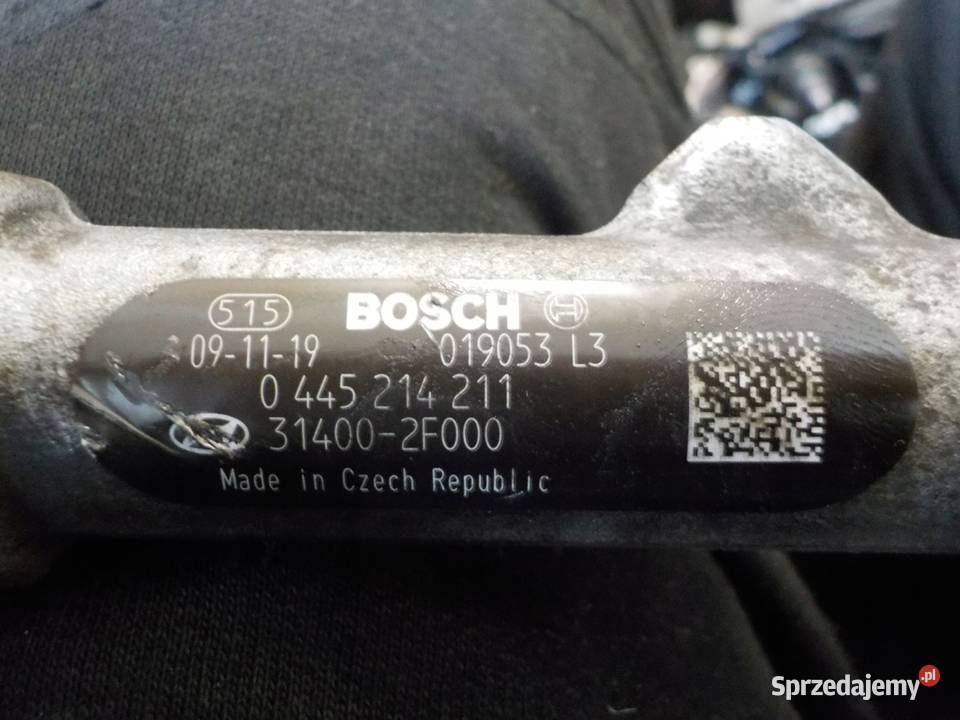 515 BOSCH
09-11-19 019053 L3
0 445 214 211
31400-2F000
Made in Czech Republic
Sprzedajemy.pl